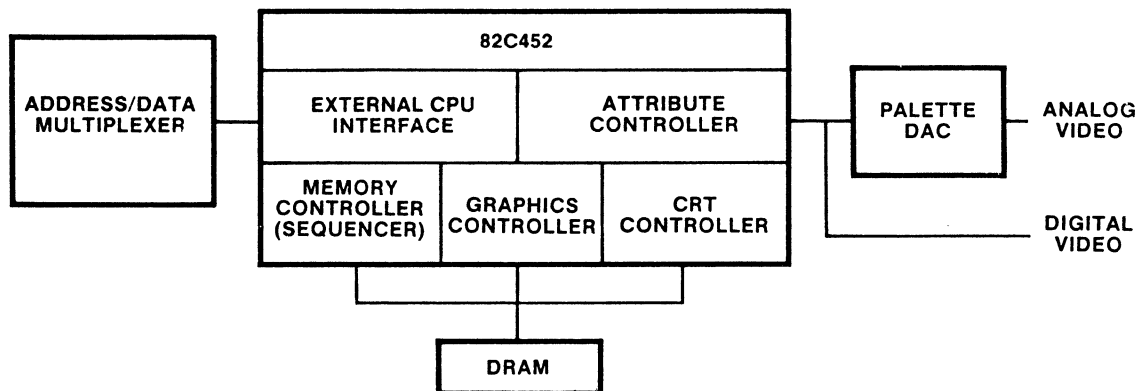 82C452
ADDRESS/DATA
MULTIPLEXER
EXTERNAL CPU
INTERFACE
ATTRIBUTE
CONTROLLER
PALETTE
DAC
ANALOG
VIDEO
MEMORY
CONTROLLER
(SEQUENCER)
GRAPHICS
CONTROLLER
CRT
CONTROLLER
DIGITAL
VIDEO
DRAM